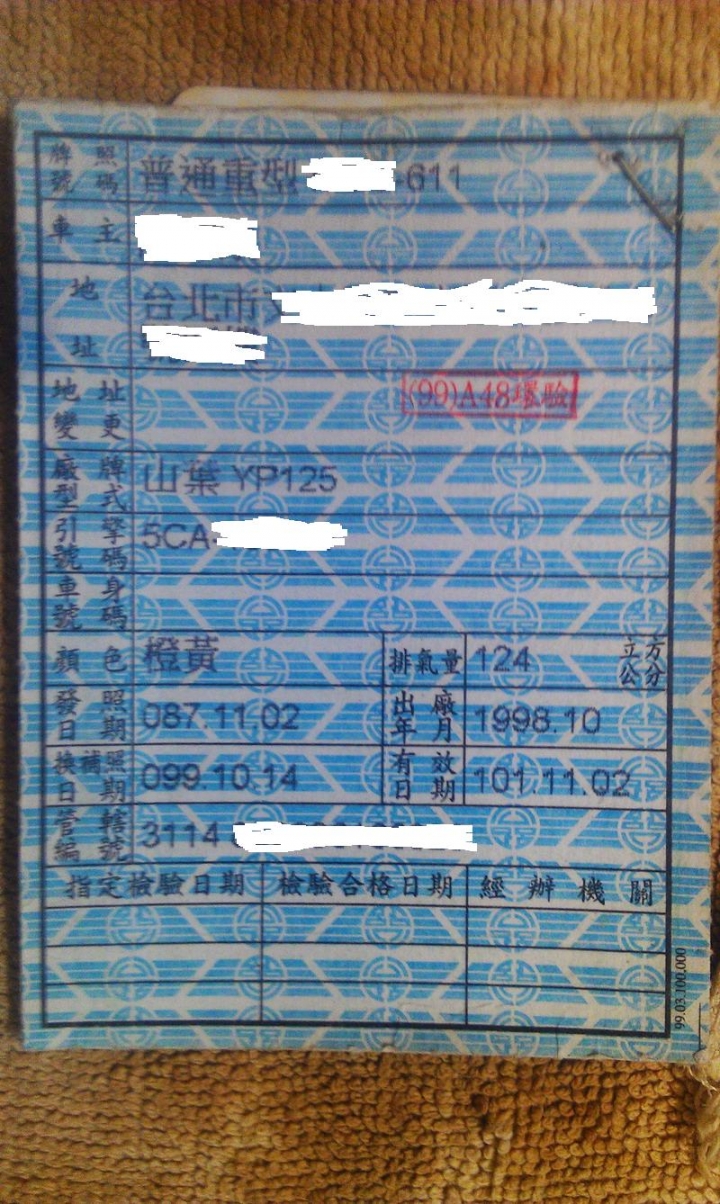 牌照號碼 普通重型 611
車主
地址 台北市
地址變更 (99)A48環驗
廠牌型式 山葉 YP125
引擎號碼 5CA-
車身號碼
顏色 橙黃 排氣量 124 立方公分
發照日期 087.11.02 出廠年月 1998.10
換補照日期 099.10.14 有效日期 101.11.02
管轄編號 3114
指定檢驗日期 檢驗合格日期 經辦機關
99.03.100.000